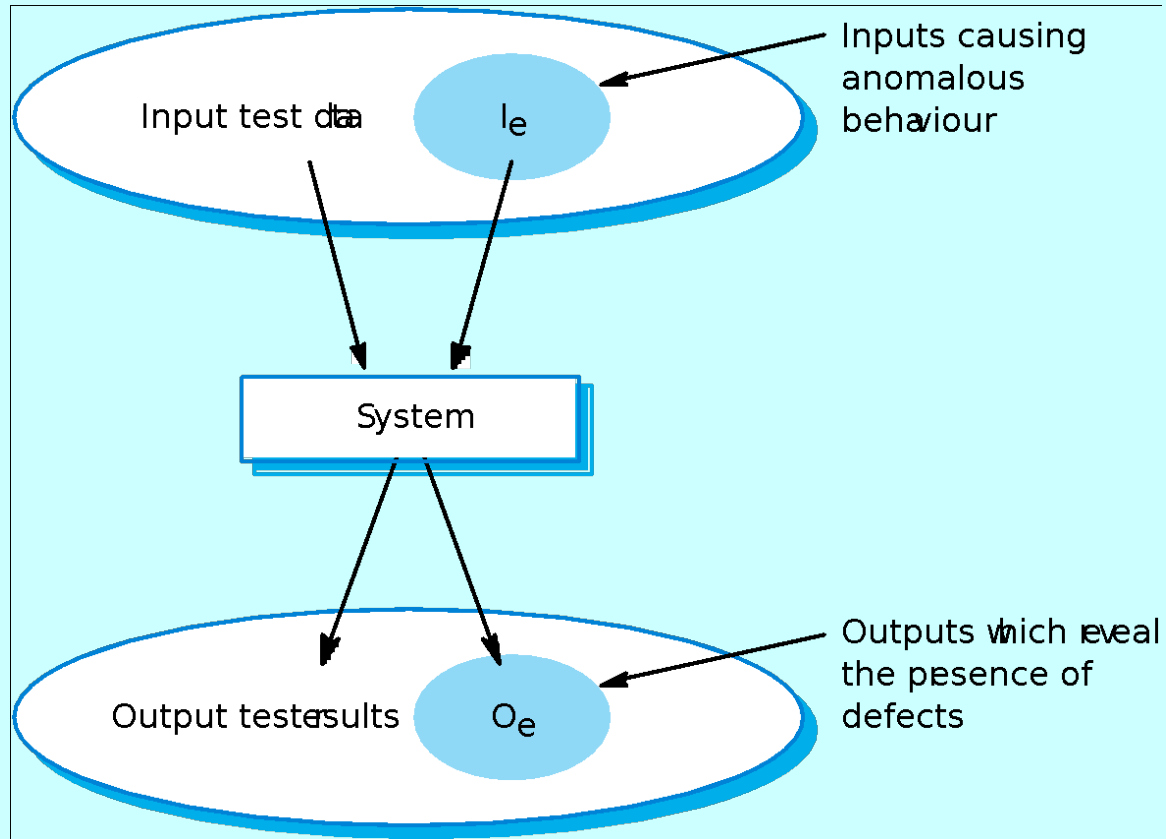 Inputs causing
anomalous
behaviour
Input test data
Ie
System
Outputs which reveal
the presence of
defects
Output test results
Oe